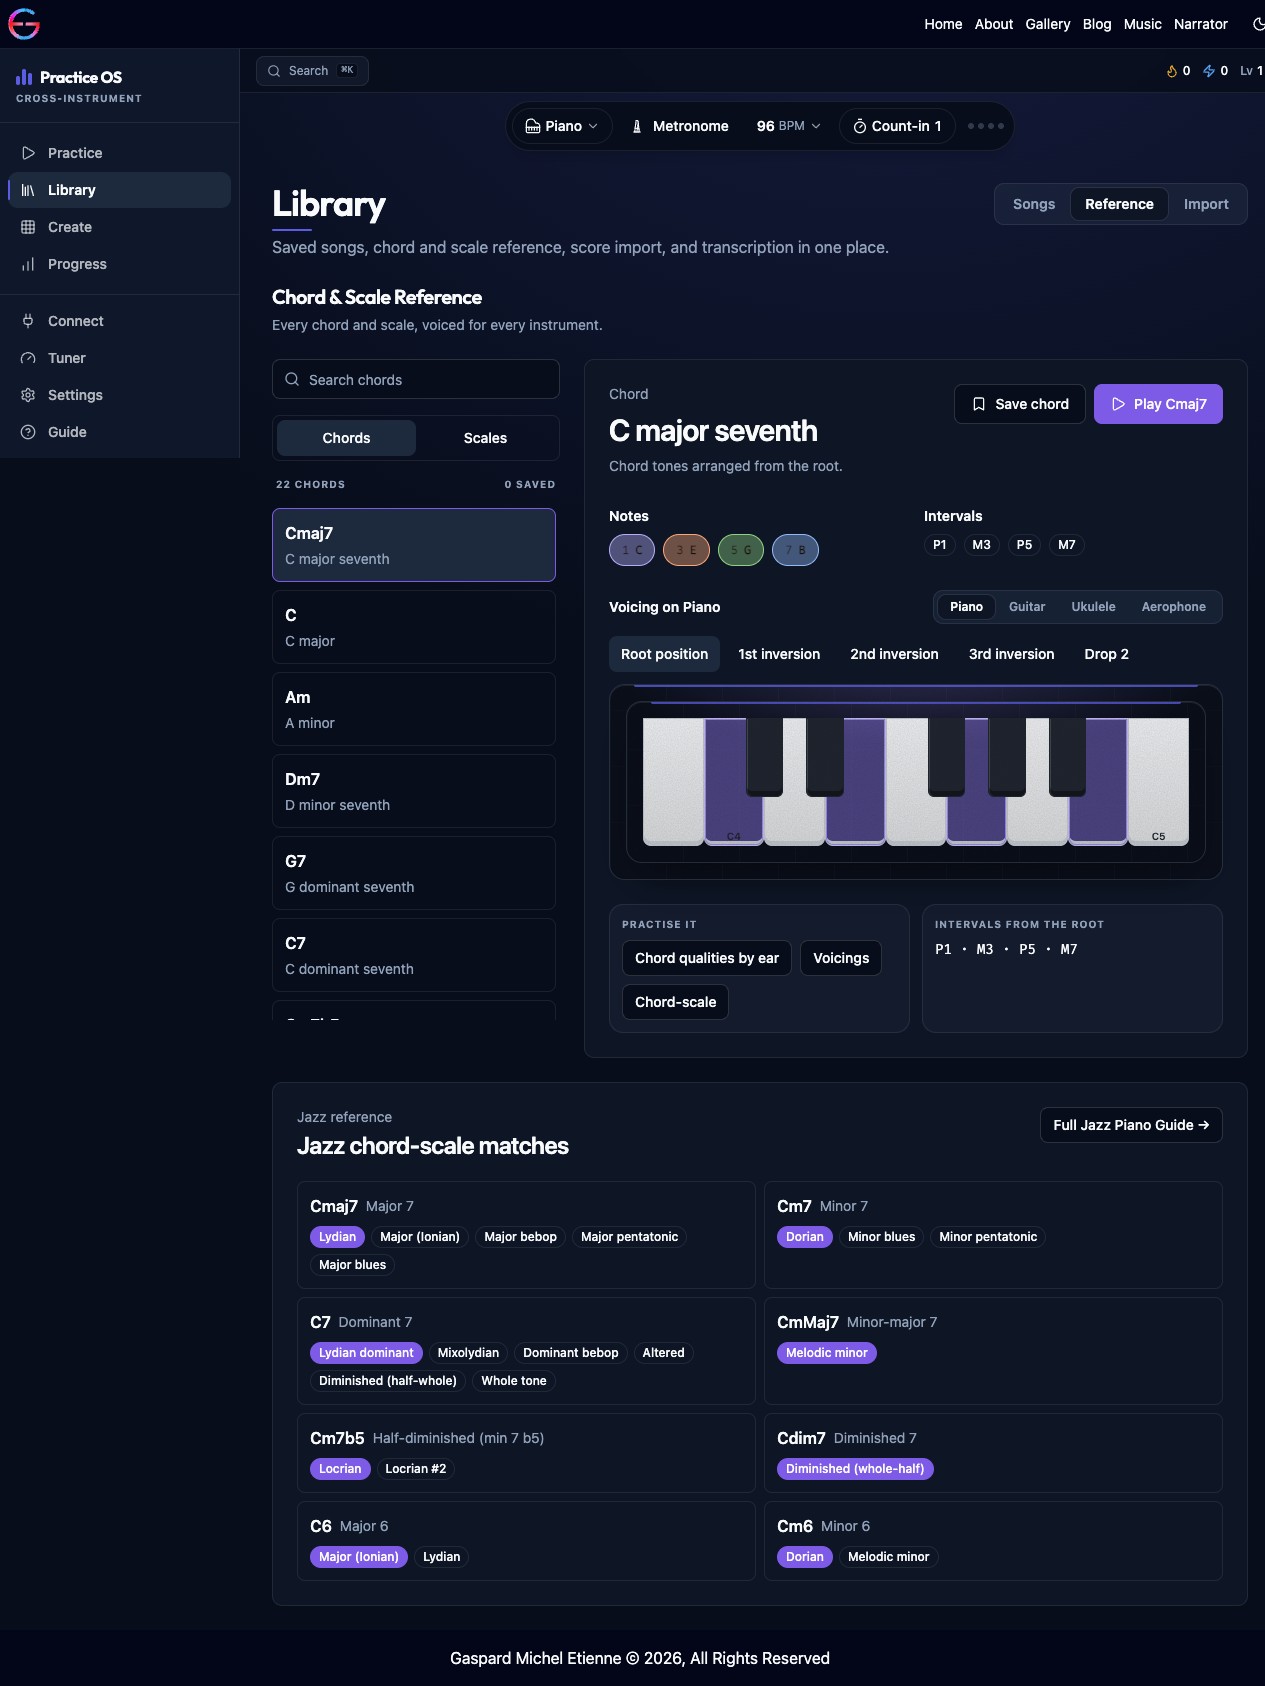 Home About Gallery Blog Music Narrator
Practice OS
CROSS-INSTRUMENT
Search ⌘K
0 0 Lv 1
Piano Metronome 96 BPM Count-in 1
Practice
Library
Create
Progress
Connect
Tuner
Settings
Guide
Library
Songs Reference Import
Saved songs, chord and scale reference, score import, and transcription in one place.
Chord & Scale Reference
Every chord and scale, voiced for every instrument.
Search chords
Chords Scales
22 CHORDS 0 SAVED
Cmaj7
C major seventh
C
C major
Am
A minor
Dm7
D minor seventh
G7
G dominant seventh
C7
C dominant seventh
Chord
C major seventh
Chord tones arranged from the root.
Save chord Play Cmaj7
Notes
1 C 3 E 5 G 7 B
Intervals
P1 M3 P5 M7
Voicing on Piano
Piano Guitar Ukulele Aerophone
Root position 1st inversion 2nd inversion 3rd inversion Drop 2
C4 C5
PRACTISE IT
Chord qualities by ear Voicings
Chord-scale
INTERVALS FROM THE ROOT
P1 · M3 · P5 · M7
Jazz reference
Jazz chord-scale matches
Full Jazz Piano Guide →
Cmaj7 Major 7
Lydian Major (Ionian) Major bebop Major pentatonic
Major blues
Cm7 Minor 7
Dorian Minor blues Minor pentatonic
C7 Dominant 7
Lydian dominant Mixolydian Dominant bebop Altered
Diminished (half-whole) Whole tone
CmMaj7 Minor-major 7
Melodic minor
Cm7b5 Half-diminished (min 7 b5)
Locrian Locrian #2
Cdim7 Diminished 7
Diminished (whole-half)
C6 Major 6
Major (Ionian) Lydian
Cm6 Minor 6
Dorian Melodic minor
Gaspard Michel Etienne © 2026, All Rights Reserved